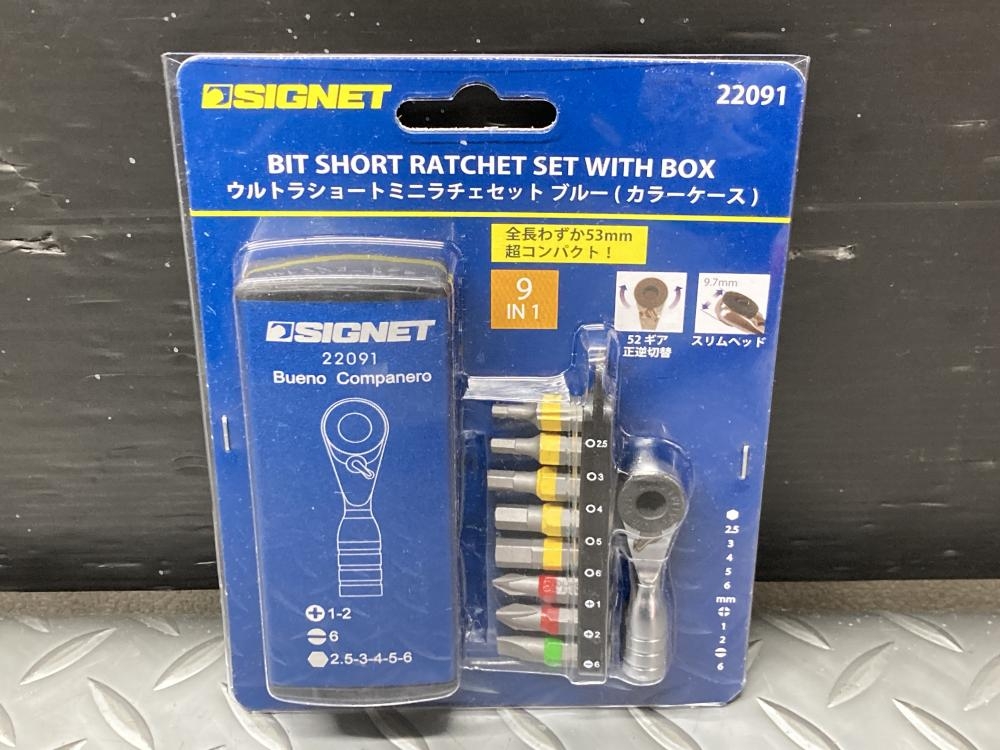 SIGNET
22091
BIT SHORT RATCHET SET WITH BOX
ウルトラショートミニラチェセット ブルー ( カラーケース )
全長わずか53mm
超コンパクト！
9
IN 1
52 ギア
正逆切替
9.7mm
スリムヘッド
SIGNET
22091
Bueno Companero
1-2
6
2.5-3-4-5-6
2.5
3
4
5
6
1
2
6
2.5
3
4
5
6
mm
1
2
6